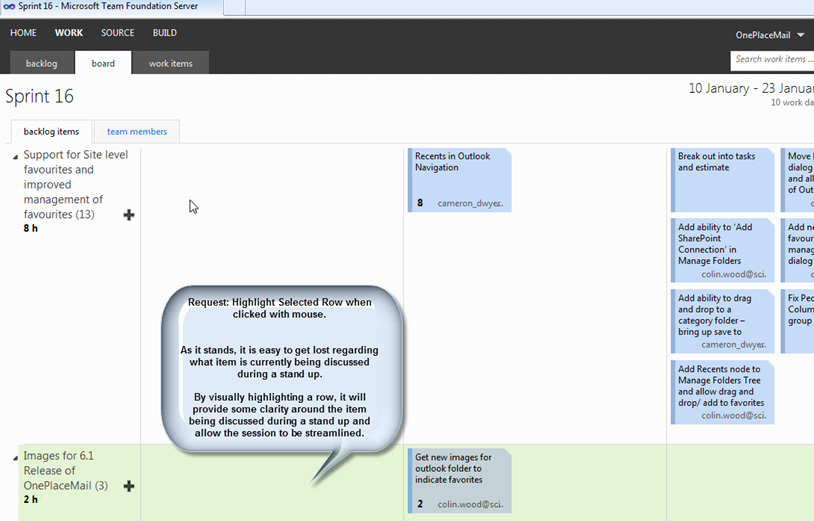 Sprint 16 - Microsoft Team Foundation Server
HOME WORK SOURCE BUILD
OnePlaceMail
backlog board work items
Search work items ...
Sprint 16
10 January - 23 Januar
10 work da
backlog items team members
Support for Site level
favourites and
improved
management of
favourites (13)
8 h
Recents in Outlook
Navigation
8 cameron_dwye..
Break out into tasks
and estimate
Move
dialog
and all
of Out
Add ability to 'Add
SharePoint
Connection' in
Manage Folders
colin.wood@sci.
Add ne
favour
manag
dialog
Add ability to drag
and drop to a
category folder –
bring up save to
cameron_dwye..
Fix Pe
Colum
group
Add Recents node to
Manage Folders Tree
and allow drag and
drop/ add to favorites
colin.wood@sci.
Request: Highlight Selected Row when
clicked with mouse.
As it stands, it is easy to get lost regarding
what item is currently being discussed
during a stand up.
By visually highlighting a row, it will
provide some clarity around the item
being discussed during a stand up and
allow the session to be streamlined.
Images for 6.1
Release of
OnePlaceMail (3)
2 h
Get new images for
outlook folder to
indicate favorites
2 colin.wood@sci.